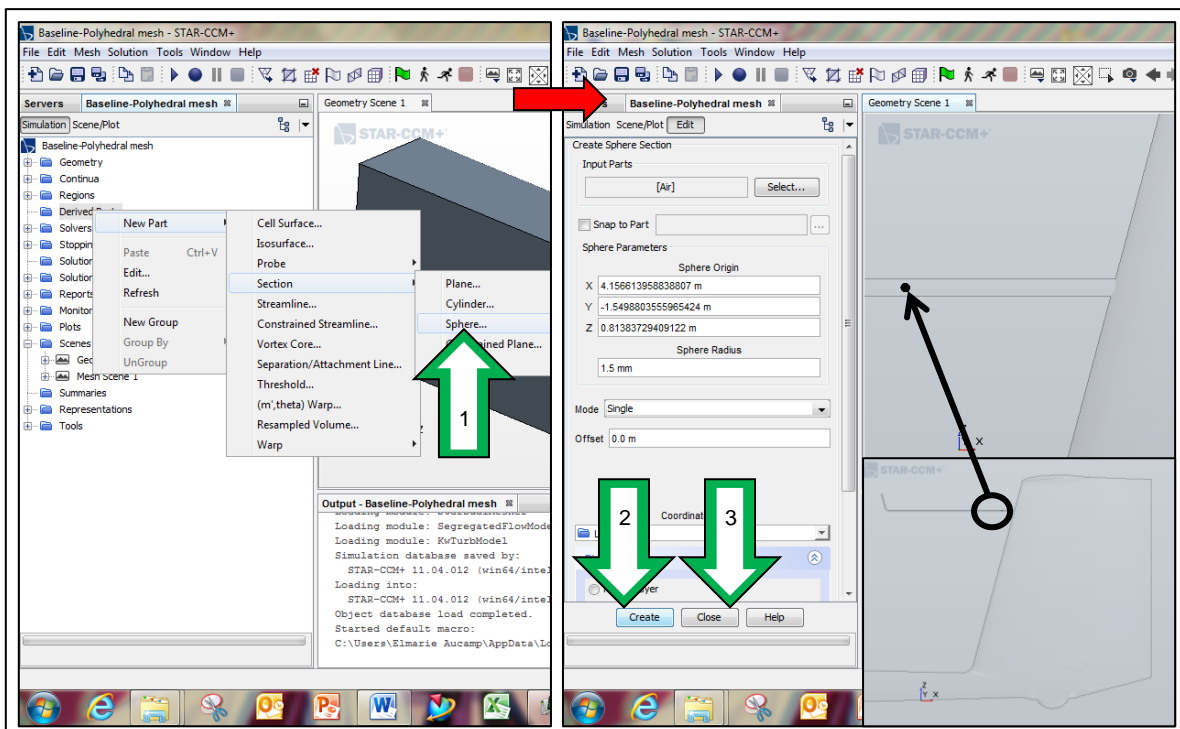 Baseline-Polyhedral mesh - STAR-CCM+
File Edit Mesh Solution Tools Window Help
Servers Baseline-Polyhedral mesh
Simulation Scene/Plot
Baseline-Polyhedral mesh
Geometry
Continua
Regions
Derived
Solvers
Solution
Reports
Plots
Scenes
Mesh Scene 1
Summaries
Representations
Tools
New Part
Paste Ctrl+V
Edit...
Refresh
New Group
Group By
UnGroup
Cell Surface...
Isosurface...
Probe
Section
Streamline...
Constrained Streamline...
Vortex Core...
Separation/Attachment Line...
Threshold...
(m',theta) Warp...
Resampled Volume...
Warp
Plane...
Cylinder...
Sphere...
Plane...
1
Geometry Scene 1
STAR-CCM+
Z
Output - Baseline-Polyhedral mesh
Loading module: SegregatedFlowMode
Loading module: KwTurbModel
Simulation database saved by:
STAR-CCM+ 11.04.012 (win64/intel
Loading into:
STAR-CCM+ 11.04.012 (win64/intel
Object database load completed.
Started default macro:
C:\Users\Elmarie Aucamp\AppData\Lo
Baseline-Polyhedral mesh - STAR-CCM+
File Edit Mesh Solution Tools Window Help
Baseline-Polyhedral mesh
Simulation Scene/Plot Edit
Create Sphere Section
Input Parts
[Air] Select...
Snap to Part ...
Sphere Parameters
Sphere Origin
X 4.156613958838807 m
Y -1.5498803555965424 m
Z 0.81383729409122 m
Sphere Radius
1.5 mm
Mode Single
Offset 0.0 m
Coordinat
2
3
Create Close Help
Geometry Scene 1
STAR-CCM+
X
STAR-CCM+
Z
Y X